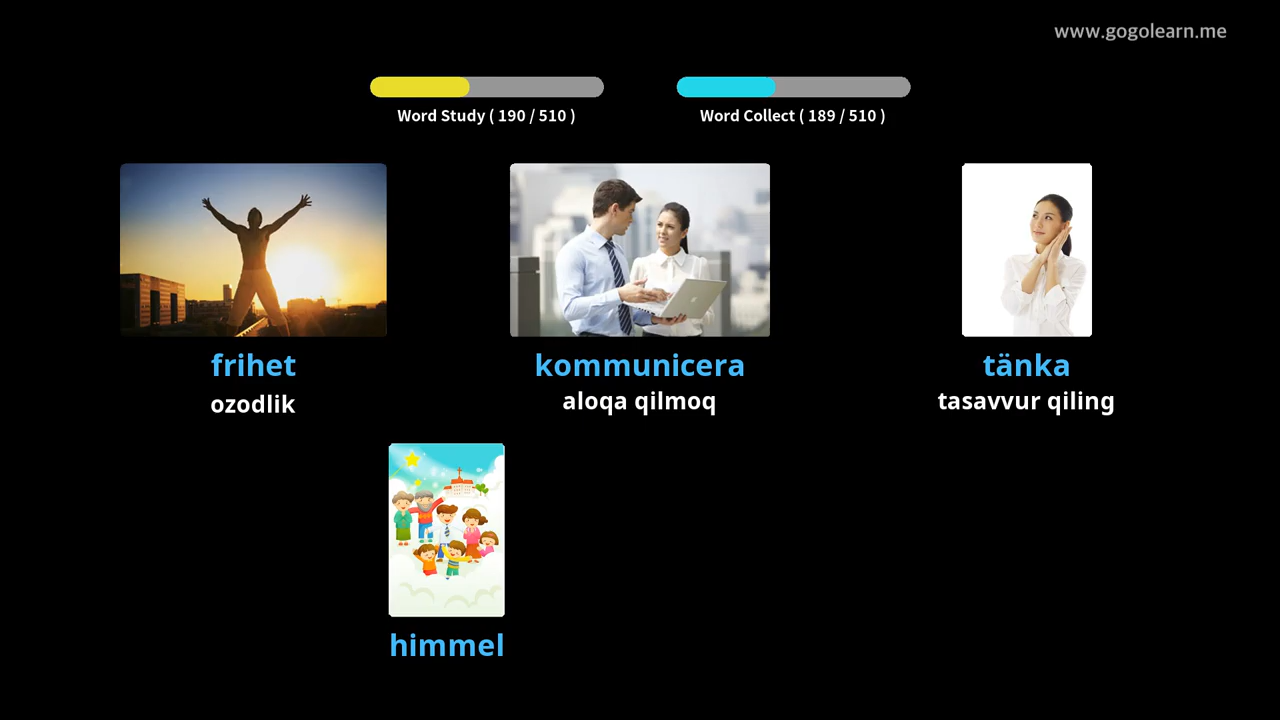 www.gogolearn.me
Word Study ( 190 / 510 )
Word Collect ( 189 / 510 )
frihet
ozodlik
kommunicera
aloqa qilmoq
tänka
tasavvur qiling
himmel